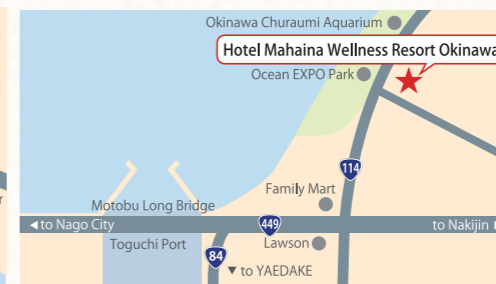 Okinawa Churaumi Aquarium
Hotel Mahaina Wellness Resort Okinawa
Ocean EXPO Park
114
Family Mart
Motobu Long Bridge
◄ to Nago City
449
to Nakijin
Toguchi Port
Lawson
84
▼ to YAEDAKE